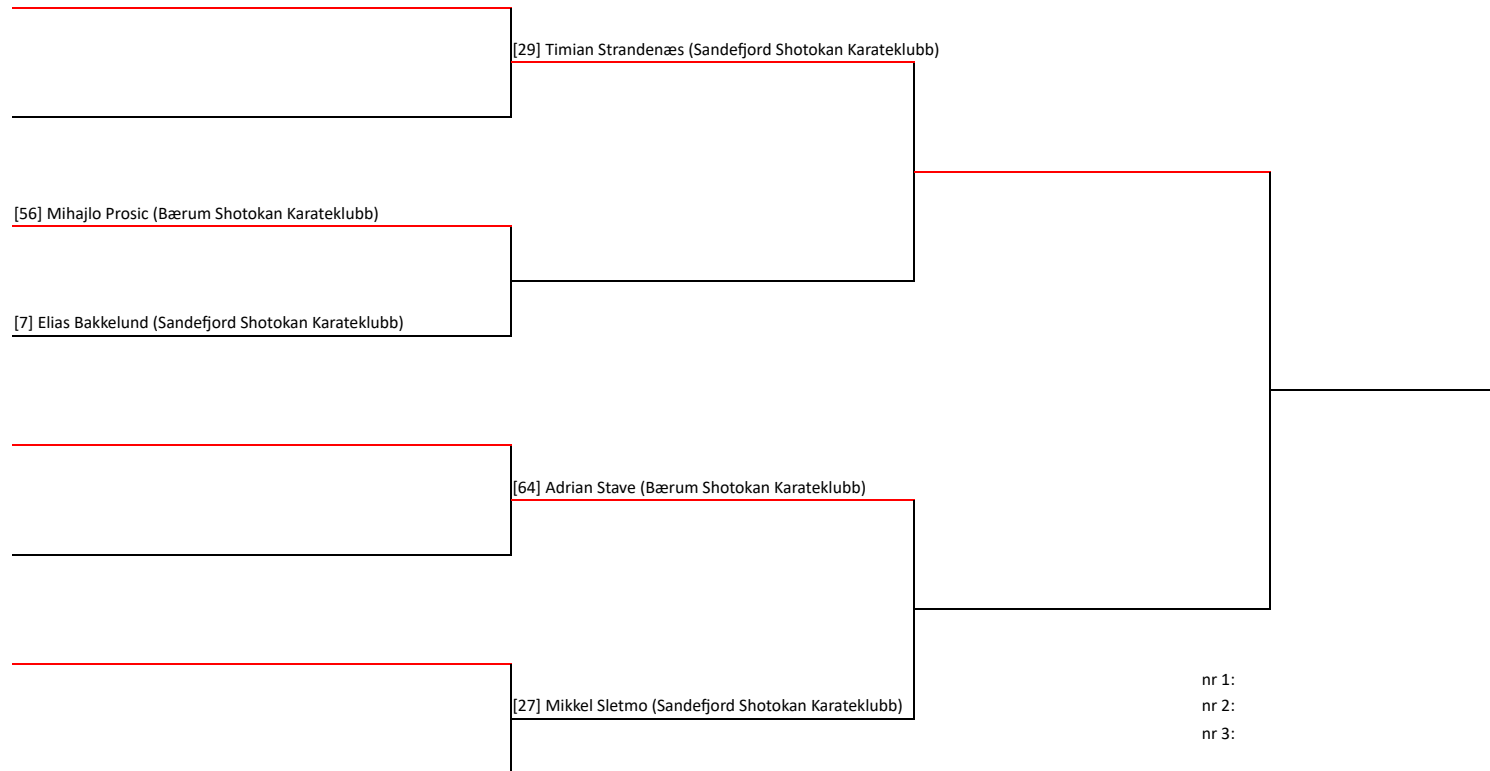 [29] Timian Strandenæs (Sandefjord Shotokan Karateklubb)
[56] Mihajlo Prosic (Bærum Shotokan Karateklubb)
[7] Elias Bakkelund (Sandefjord Shotokan Karateklubb)
[64] Adrian Stave (Bærum Shotokan Karateklubb)
[27] Mikkel Sletmo (Sandefjord Shotokan Karateklubb)
nr 1:
nr 2:
nr 3: